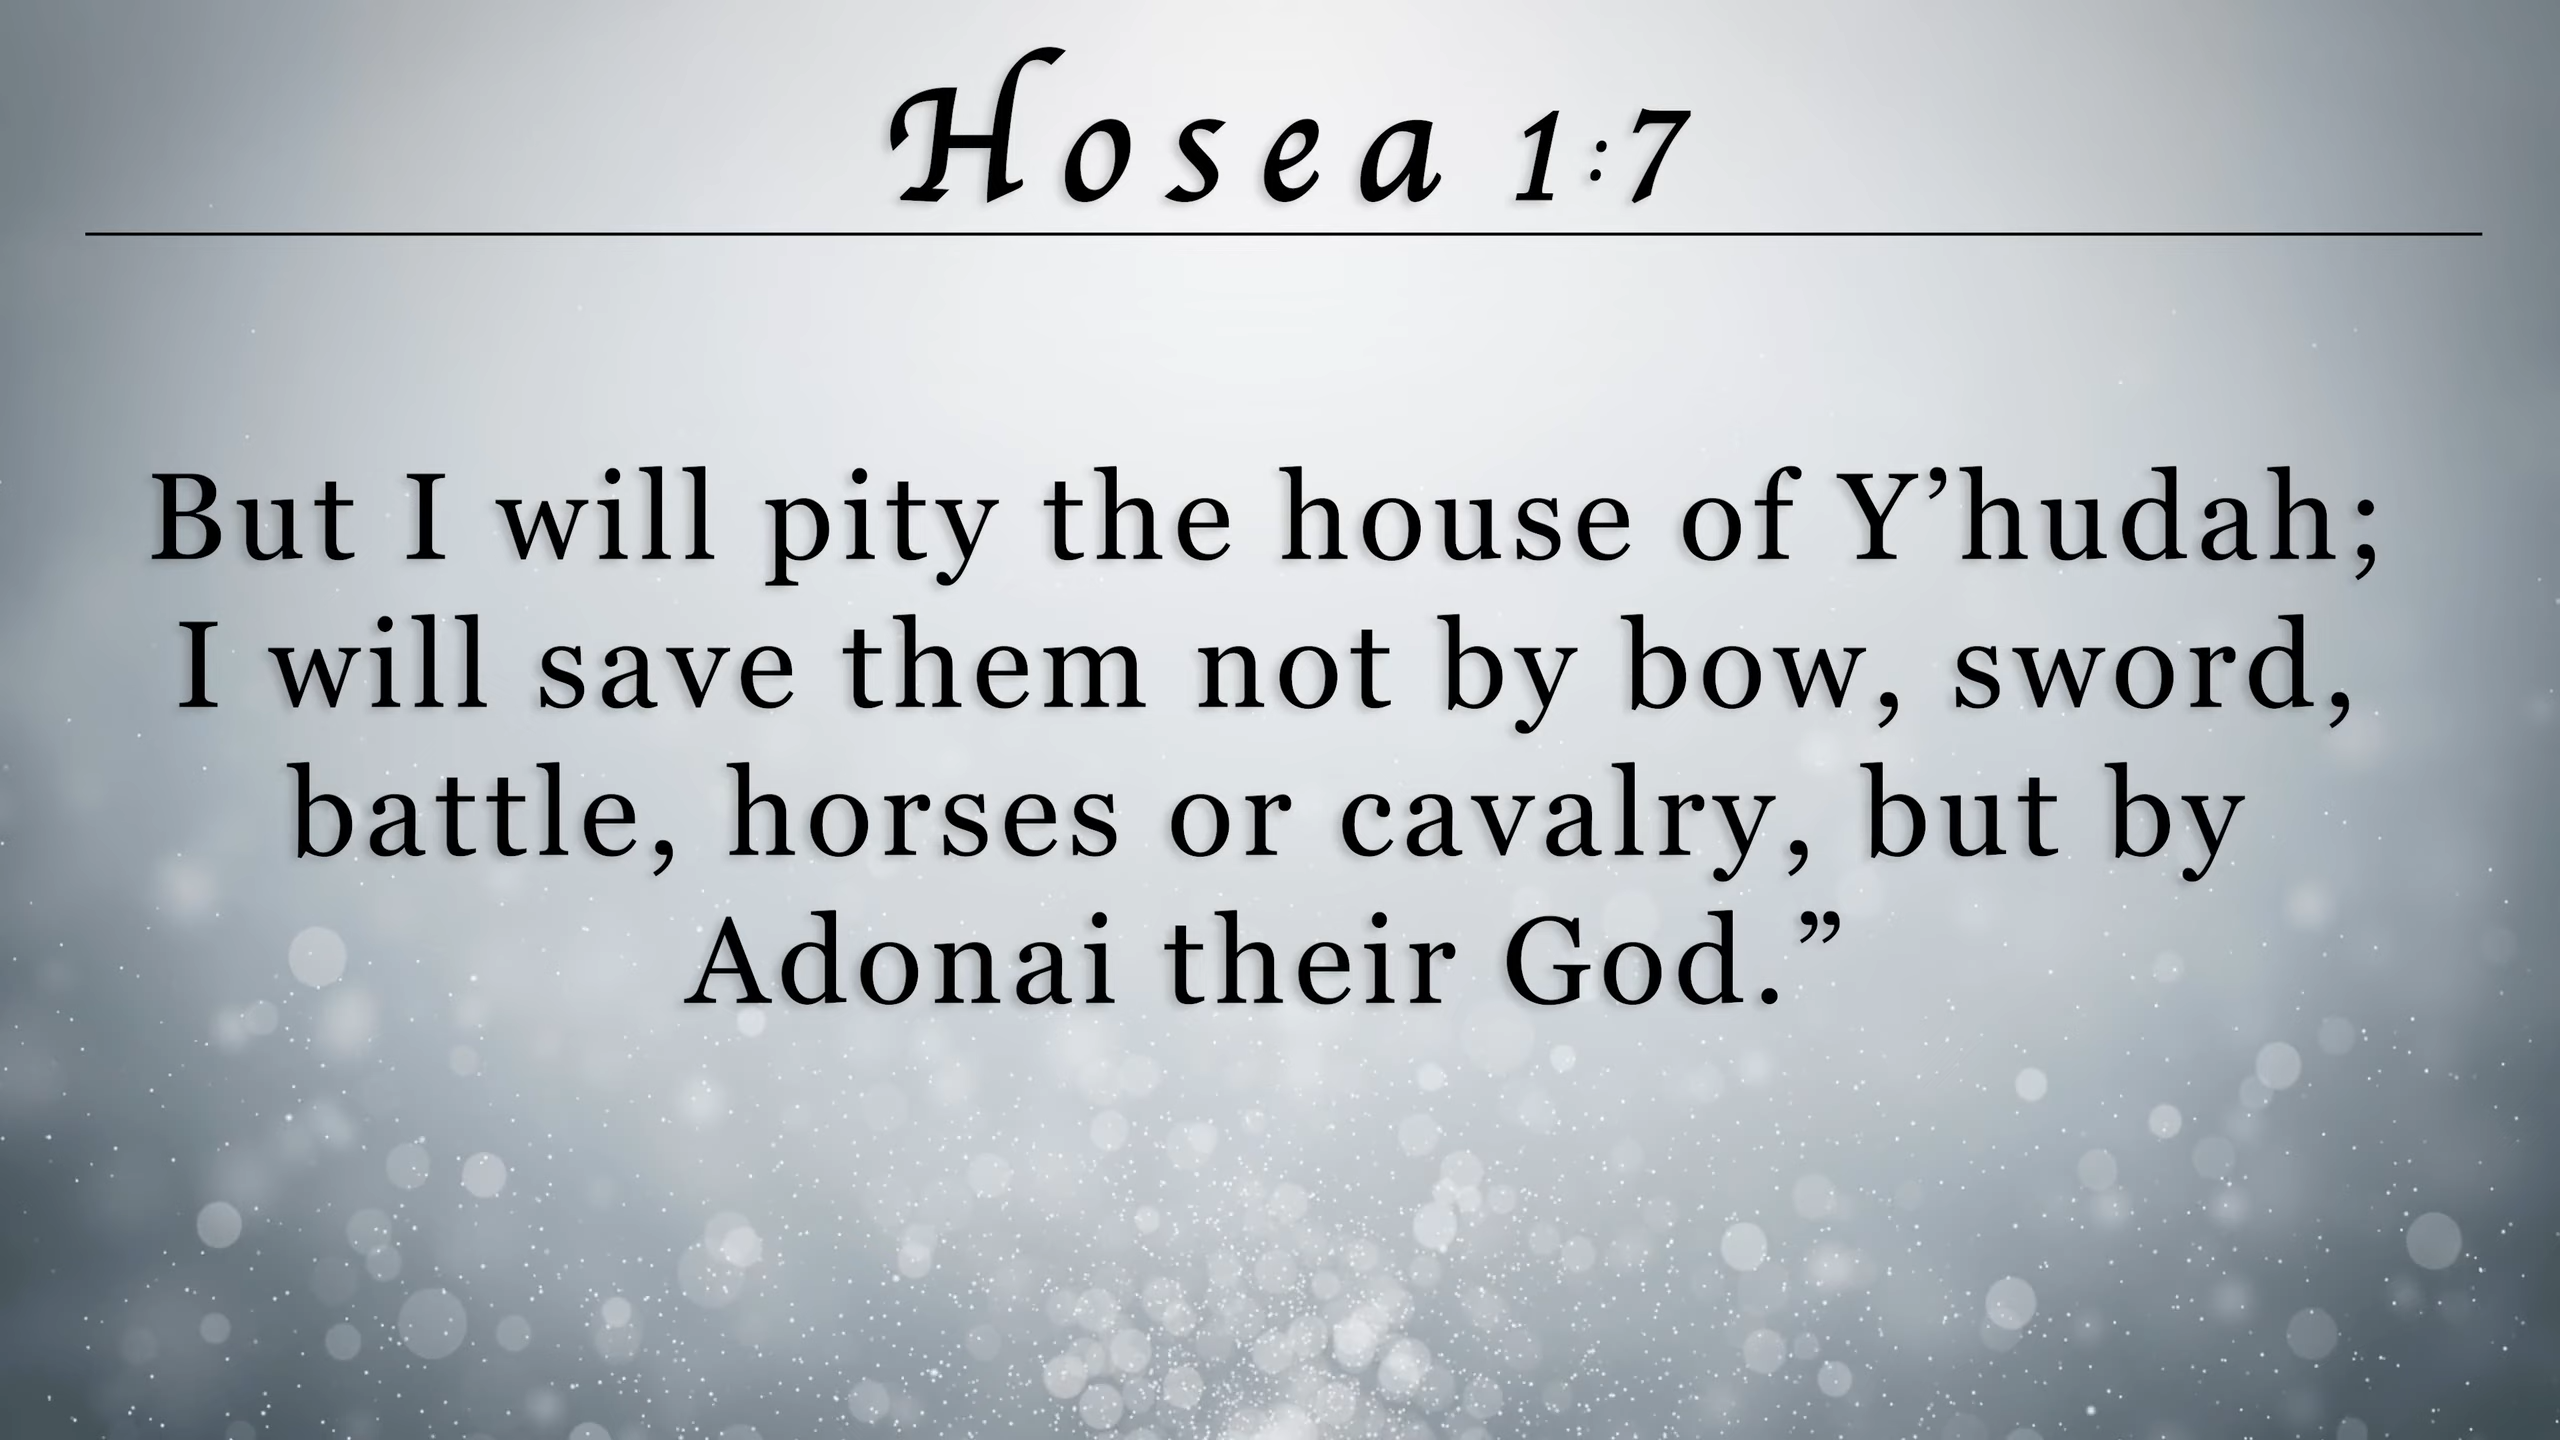 Hosea 1:7
But I will pity the house of Y’hudah;
I will save them not by bow, sword,
battle, horses or cavalry, but by
Adonai their God.”